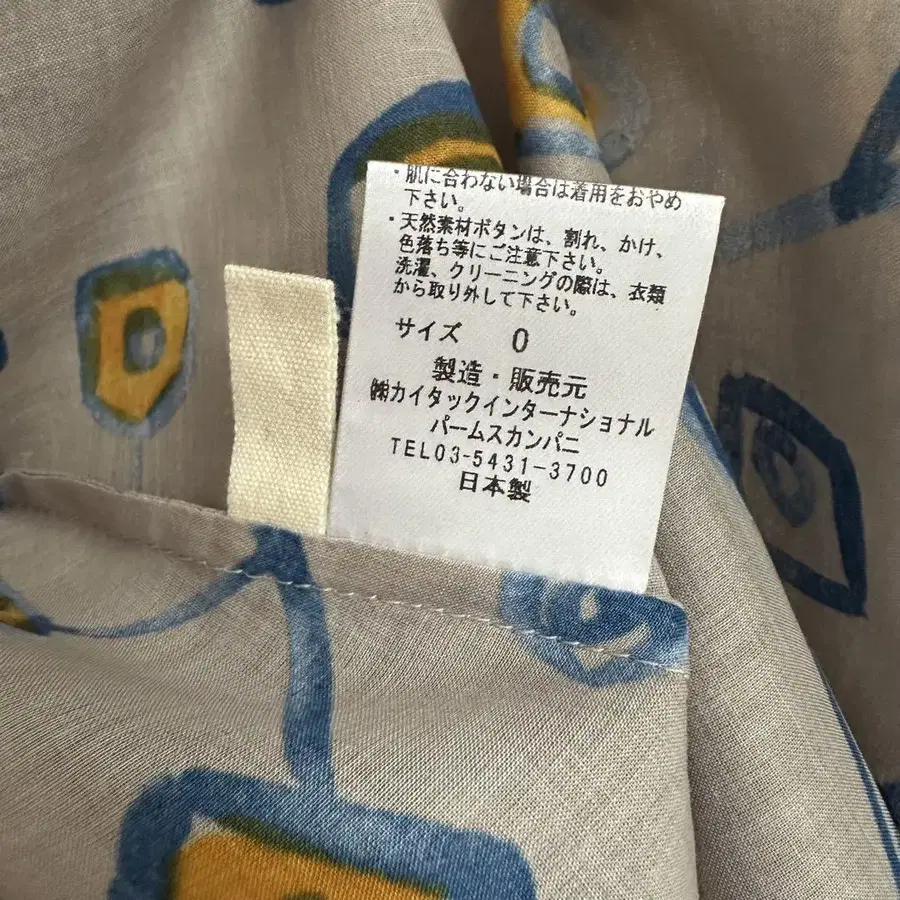 ・肌に合わない場合は着用をおやめ
下さい。
・天然素材ボタンは、割れ、かけ、
色落ち等にご注意下さい。
洗濯、クリーニングの際は、衣類
から取り外して下さい。
サイズ 0
製造・販売元
㈱カイタックインターナショナル
パームスカンパニ
TEL03-5431-3700
日本製